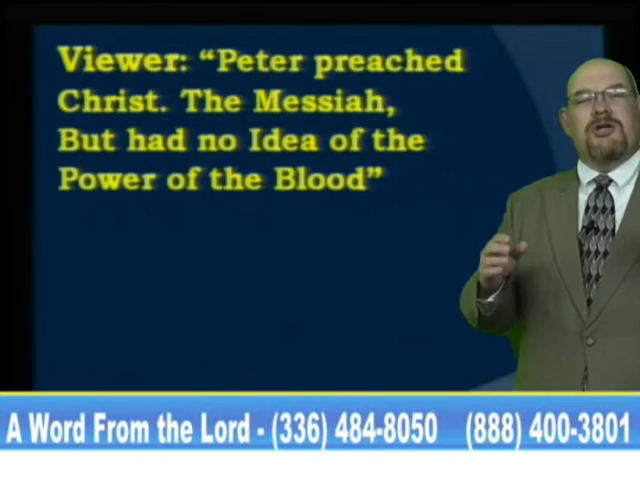 Viewer: “Peter preached
Christ. The Messiah,
But had no Idea of the
Power of the Blood”
A Word From the Lord - (336) 484-8050 (888) 400-3801